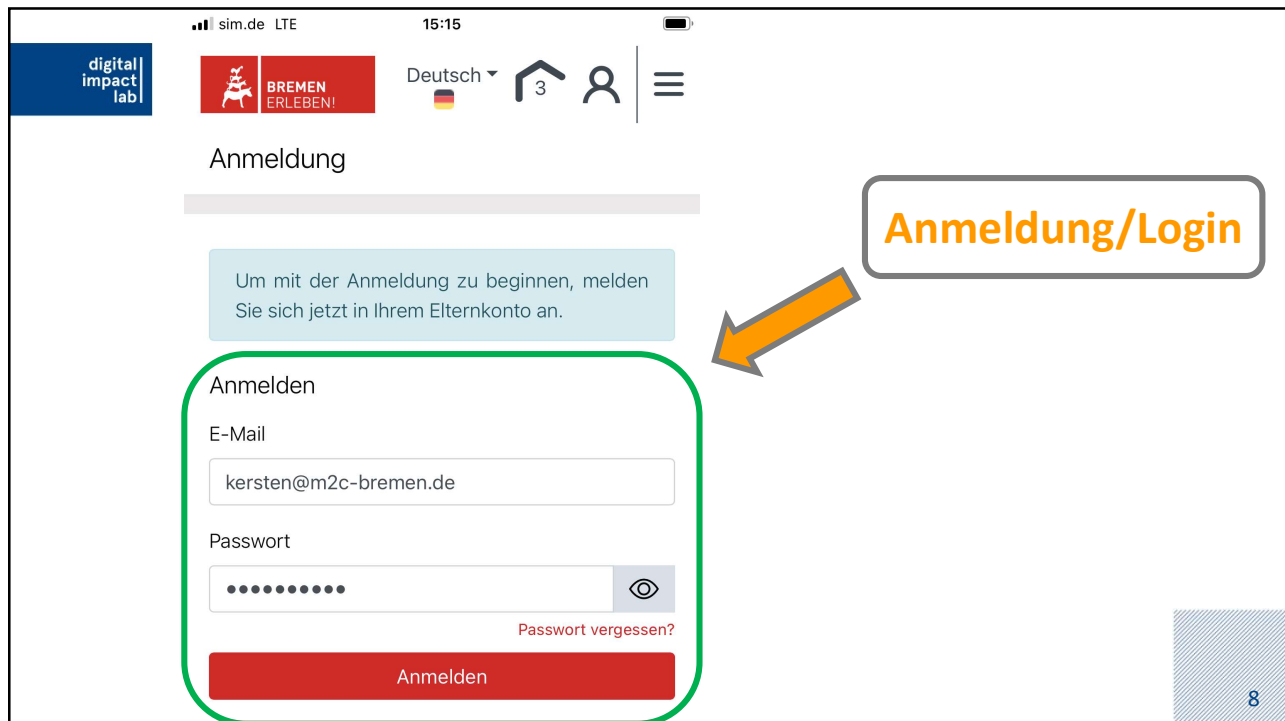 sim.de LTE 15:15
digital
impact
lab
BREMEN
ERLEBEN!
Deutsch
3
Anmeldung
Anmeldung/Login
Um mit der Anmeldung zu beginnen, melden
Sie sich jetzt in Ihrem Elternkonto an.
Anmelden
E-Mail
kersten@m2c-bremen.de
Passwort
••••••••••
Passwort vergessen?
Anmelden
8